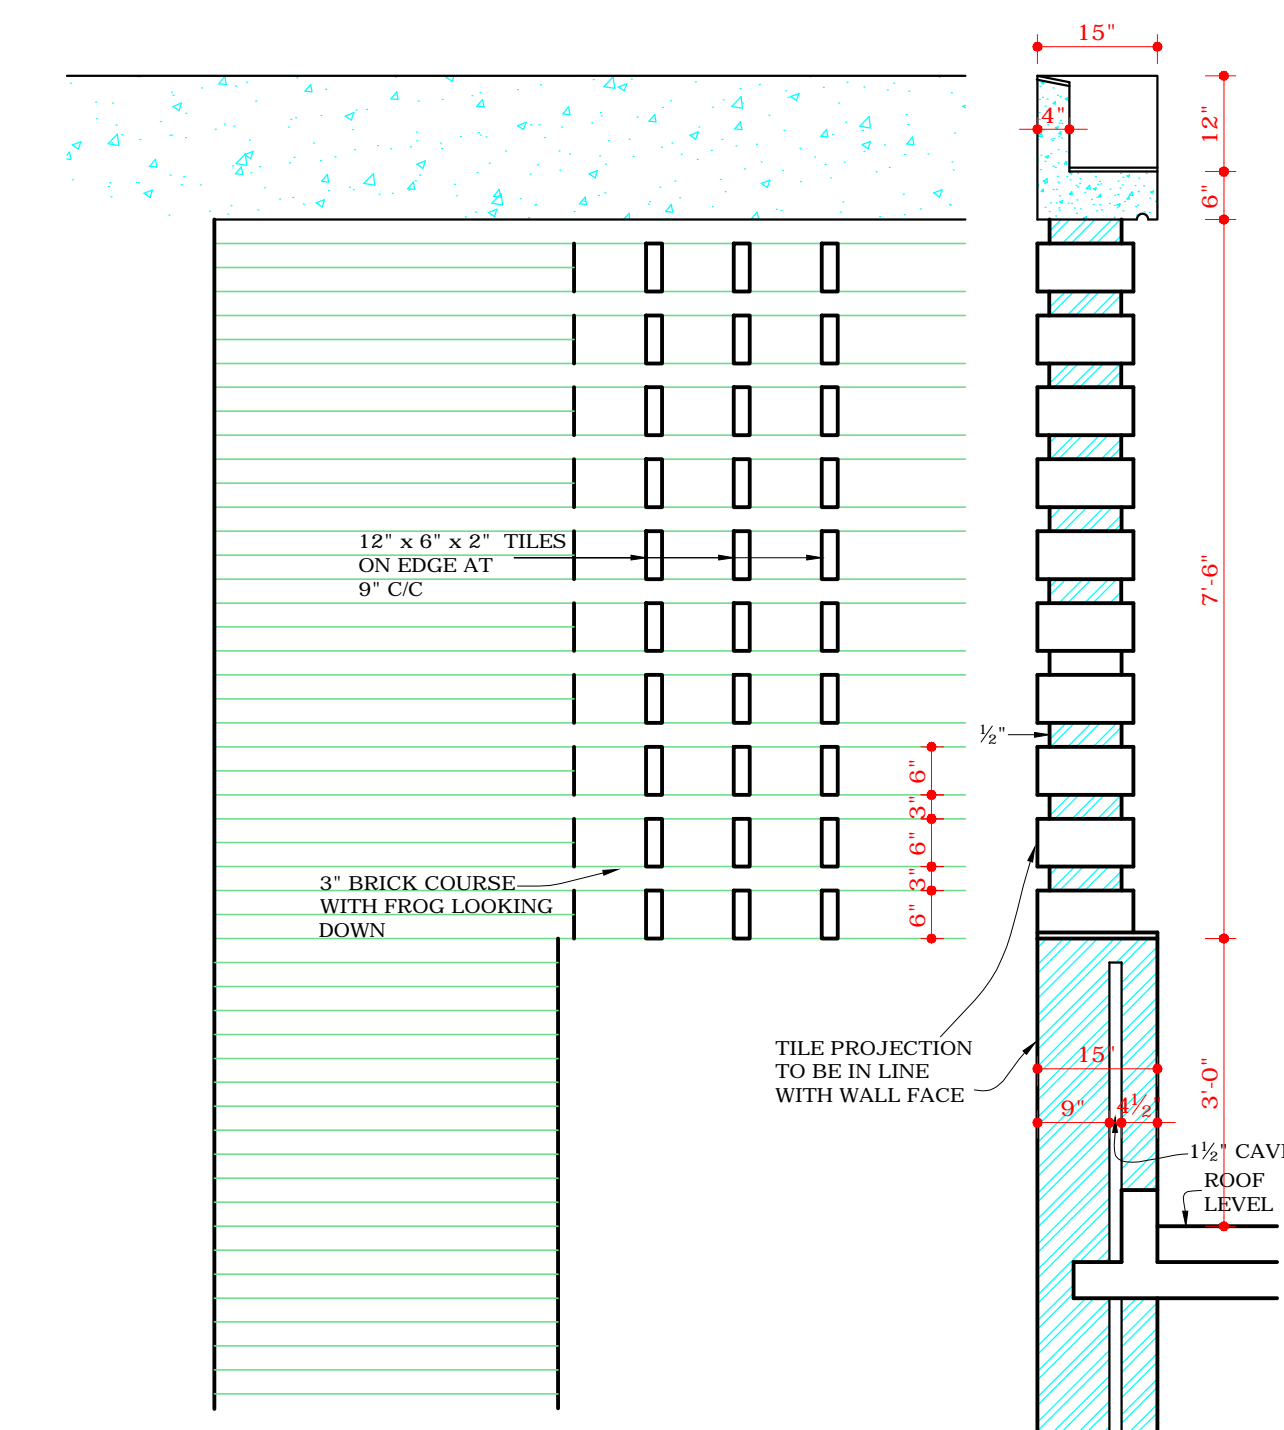 15"
4"
12"
6"
12" x 6" x 2" TILES
ON EDGE AT
9" C/C
7'-6"
½"
6"
3"
6"
3"
6"
3" BRICK COURSE
WITH FROG LOOKING
DOWN
TILE PROJECTION
TO BE IN LINE
WITH WALL FACE
15"
9"
4½"
3'-0"
1½"
ROOF
LEVEL